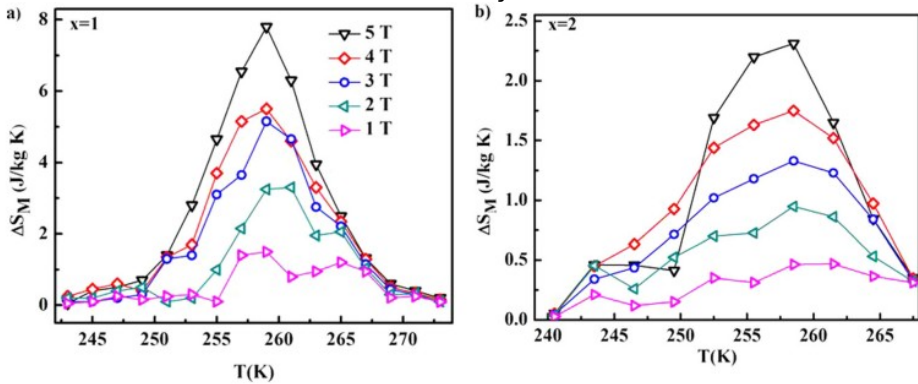 a)
x=1
5 T
4 T
3 T
2 T
1 T
ΔS_M (J/kg K)
8
6
4
2
0
245 250 255 260 265 270
T(K)
b)
x=2
ΔS_M (J/kg K)
2.5
2.0
1.5
1.0
0.5
0.0
240 245 250 255 260 265
T(K)